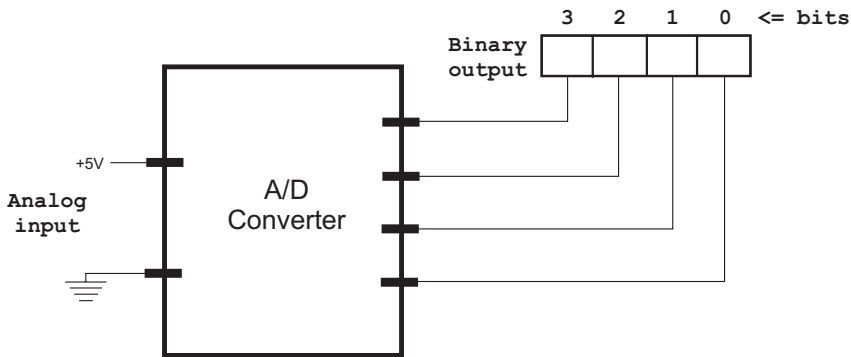 3 2 1 0 <= bits
Binary
output
+5V
A/D
Converter
Analog
input